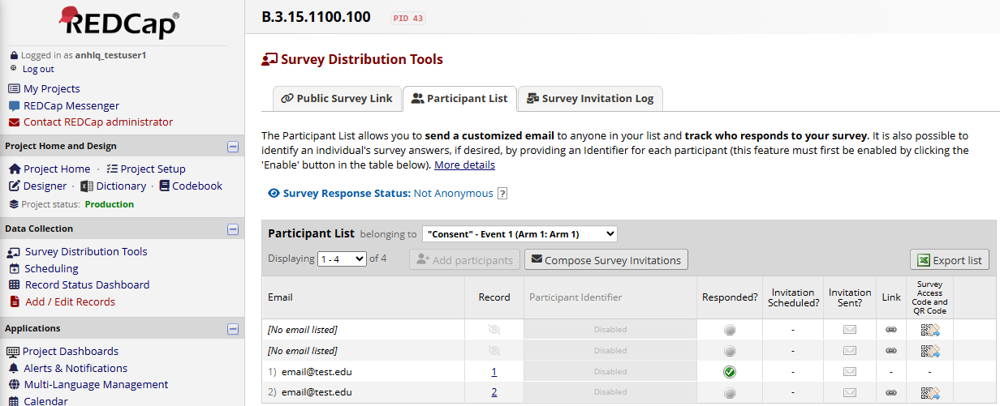 REDCap®
Logged in as anhlq_testuser1
Log out
My Projects
REDCap Messenger
Contact REDCap administrator
Project Home and Design
Project Home · Project Setup
Designer · Dictionary · Codebook
Project status: Production
Data Collection
Survey Distribution Tools
Scheduling
Record Status Dashboard
Add / Edit Records
Applications
Project Dashboards
Alerts & Notifications
Multi-Language Management
Calendar
B.3.15.1100.100 PID 43
Survey Distribution Tools
Public Survey Link Participant List Survey Invitation Log
The Participant List allows you to send a customized email to anyone in your list and track who responds to your survey. It is also possible to
identify an individual's survey answers, if desired, by providing an Identifier for each participant (this feature must first be enabled by clicking the
'Enable' button in the table below). More details
Survey Response Status: Not Anonymous ?
Participant List belonging to "Consent" - Event 1 (Arm 1: Arm 1)
Displaying 1 - 4 of 4 Add participants Compose Survey Invitations Export list
Email Record Participant Identifier Responded? Invitation Scheduled? Invitation Sent? Link Survey Access Code and QR Code
[No email listed] Disabled -
[No email listed] Disabled -
1) email@test.edu 1 Disabled - - -
2) email@test.edu 2 Disabled -